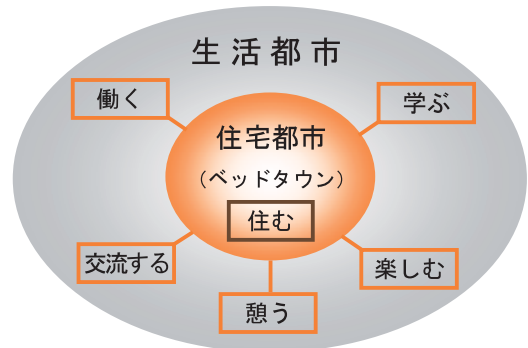 生活都市
働く
学ぶ
住宅都市
（ベッドタウン）
住む
交流する
楽しむ
憩う